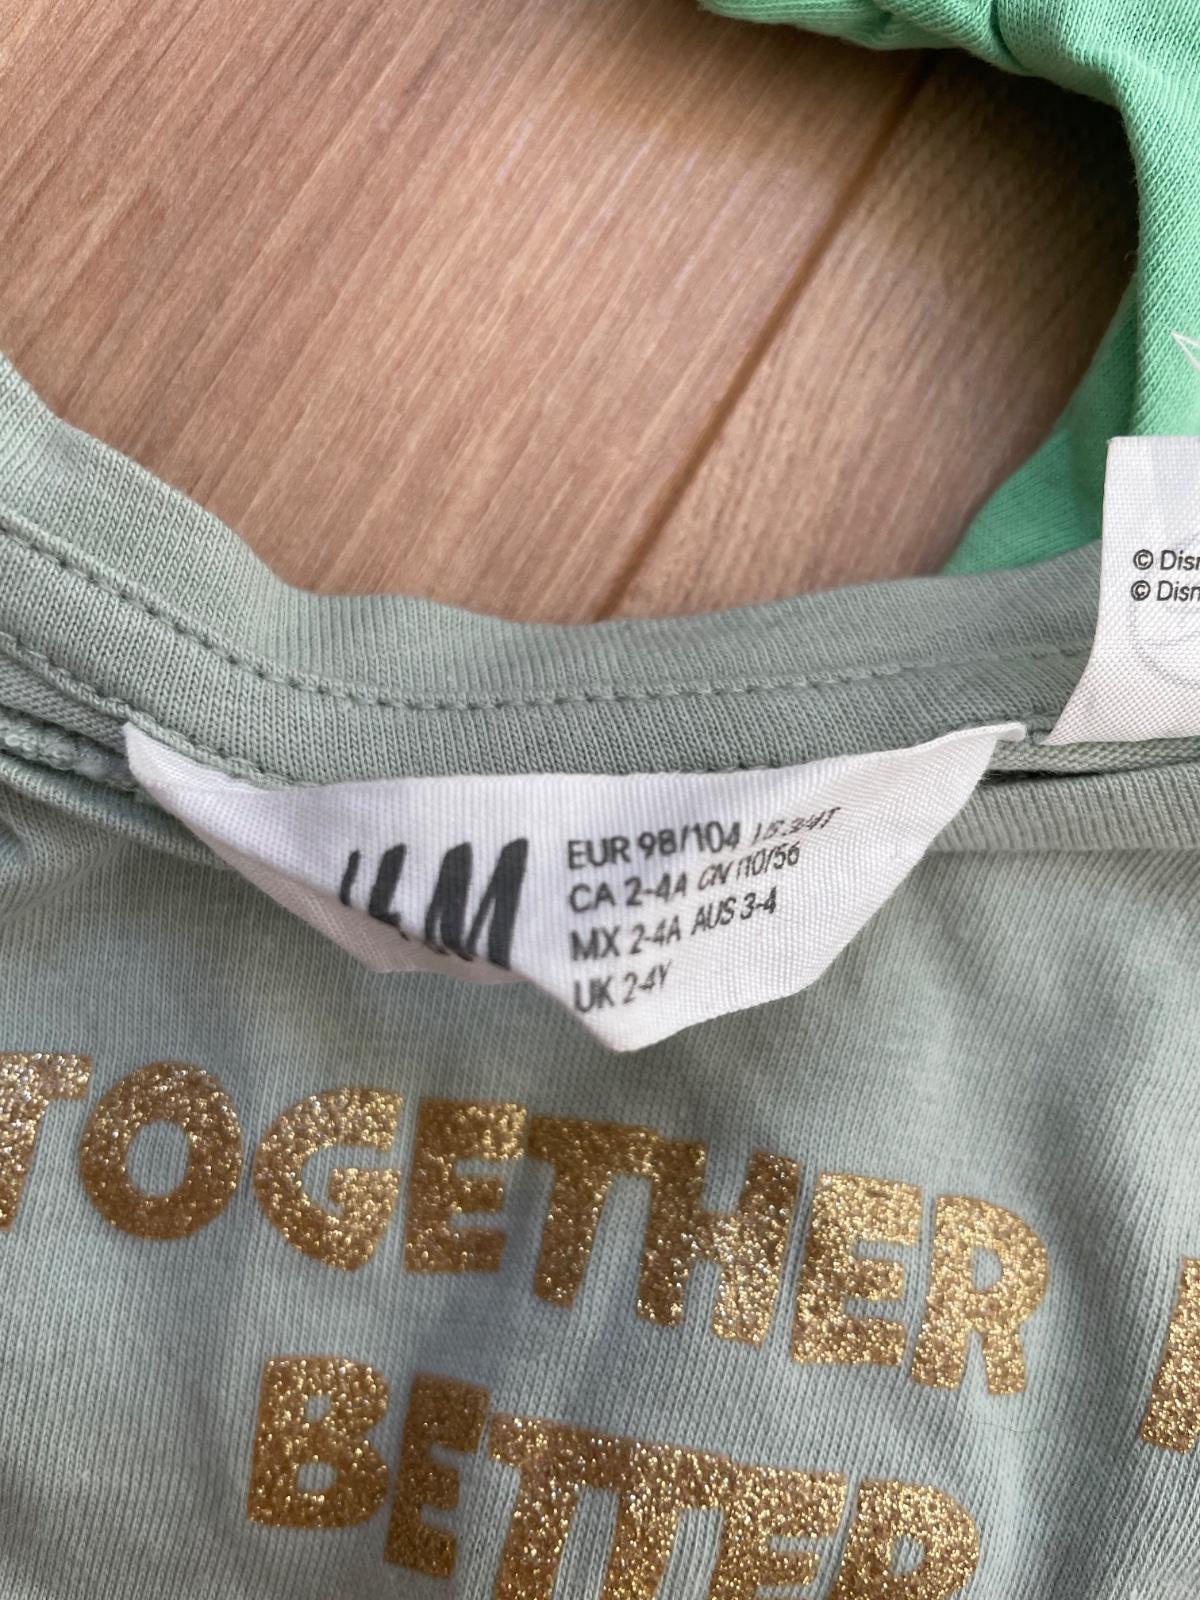 © Disn
© Disn
H&M
EUR 98/104 US 3/4T
CA 2-4A CN 110/56
MX 2-4A AUS 3-4
UK 2-4Y
TOGETHER
BETTER